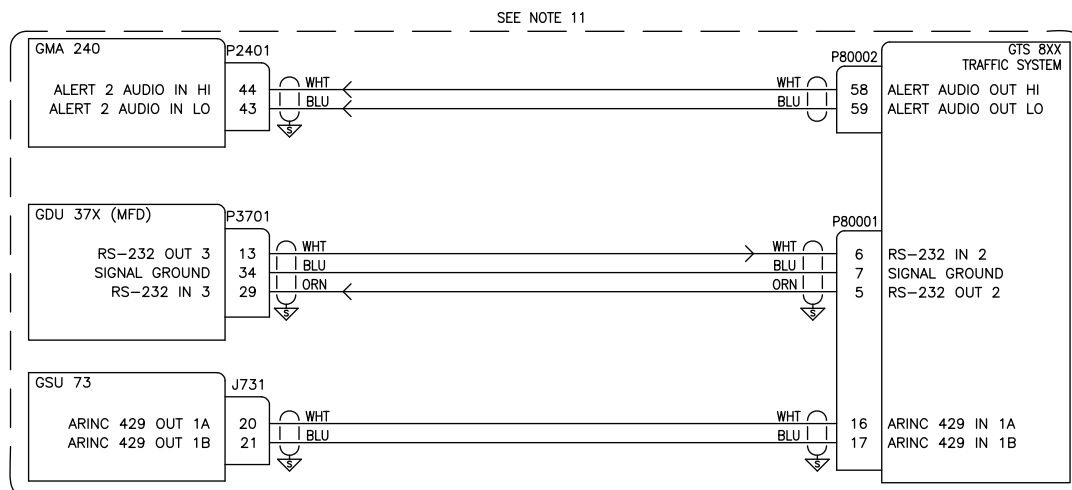 SEE NOTE 11
GMA 240 P2401 P80002 GTS 8XX
TRAFFIC SYSTEM
ALERT 2 AUDIO IN HI 44 WHT WHT 58 ALERT AUDIO OUT HI
ALERT 2 AUDIO IN LO 43 BLU BLU 59 ALERT AUDIO OUT LO
S
GDU 37X (MFD) P3701 P80001
RS-232 OUT 3 13 WHT WHT 6 RS-232 IN 2
SIGNAL GROUND 34 BLU BLU 7 SIGNAL GROUND
RS-232 IN 3 29 ORN ORN 5 RS-232 OUT 2
S S
GSU 73 J731
ARINC 429 OUT 1A 20 WHT WHT 16 ARINC 429 IN 1A
ARINC 429 OUT 1B 21 BLU BLU 17 ARINC 429 IN 1B
S S